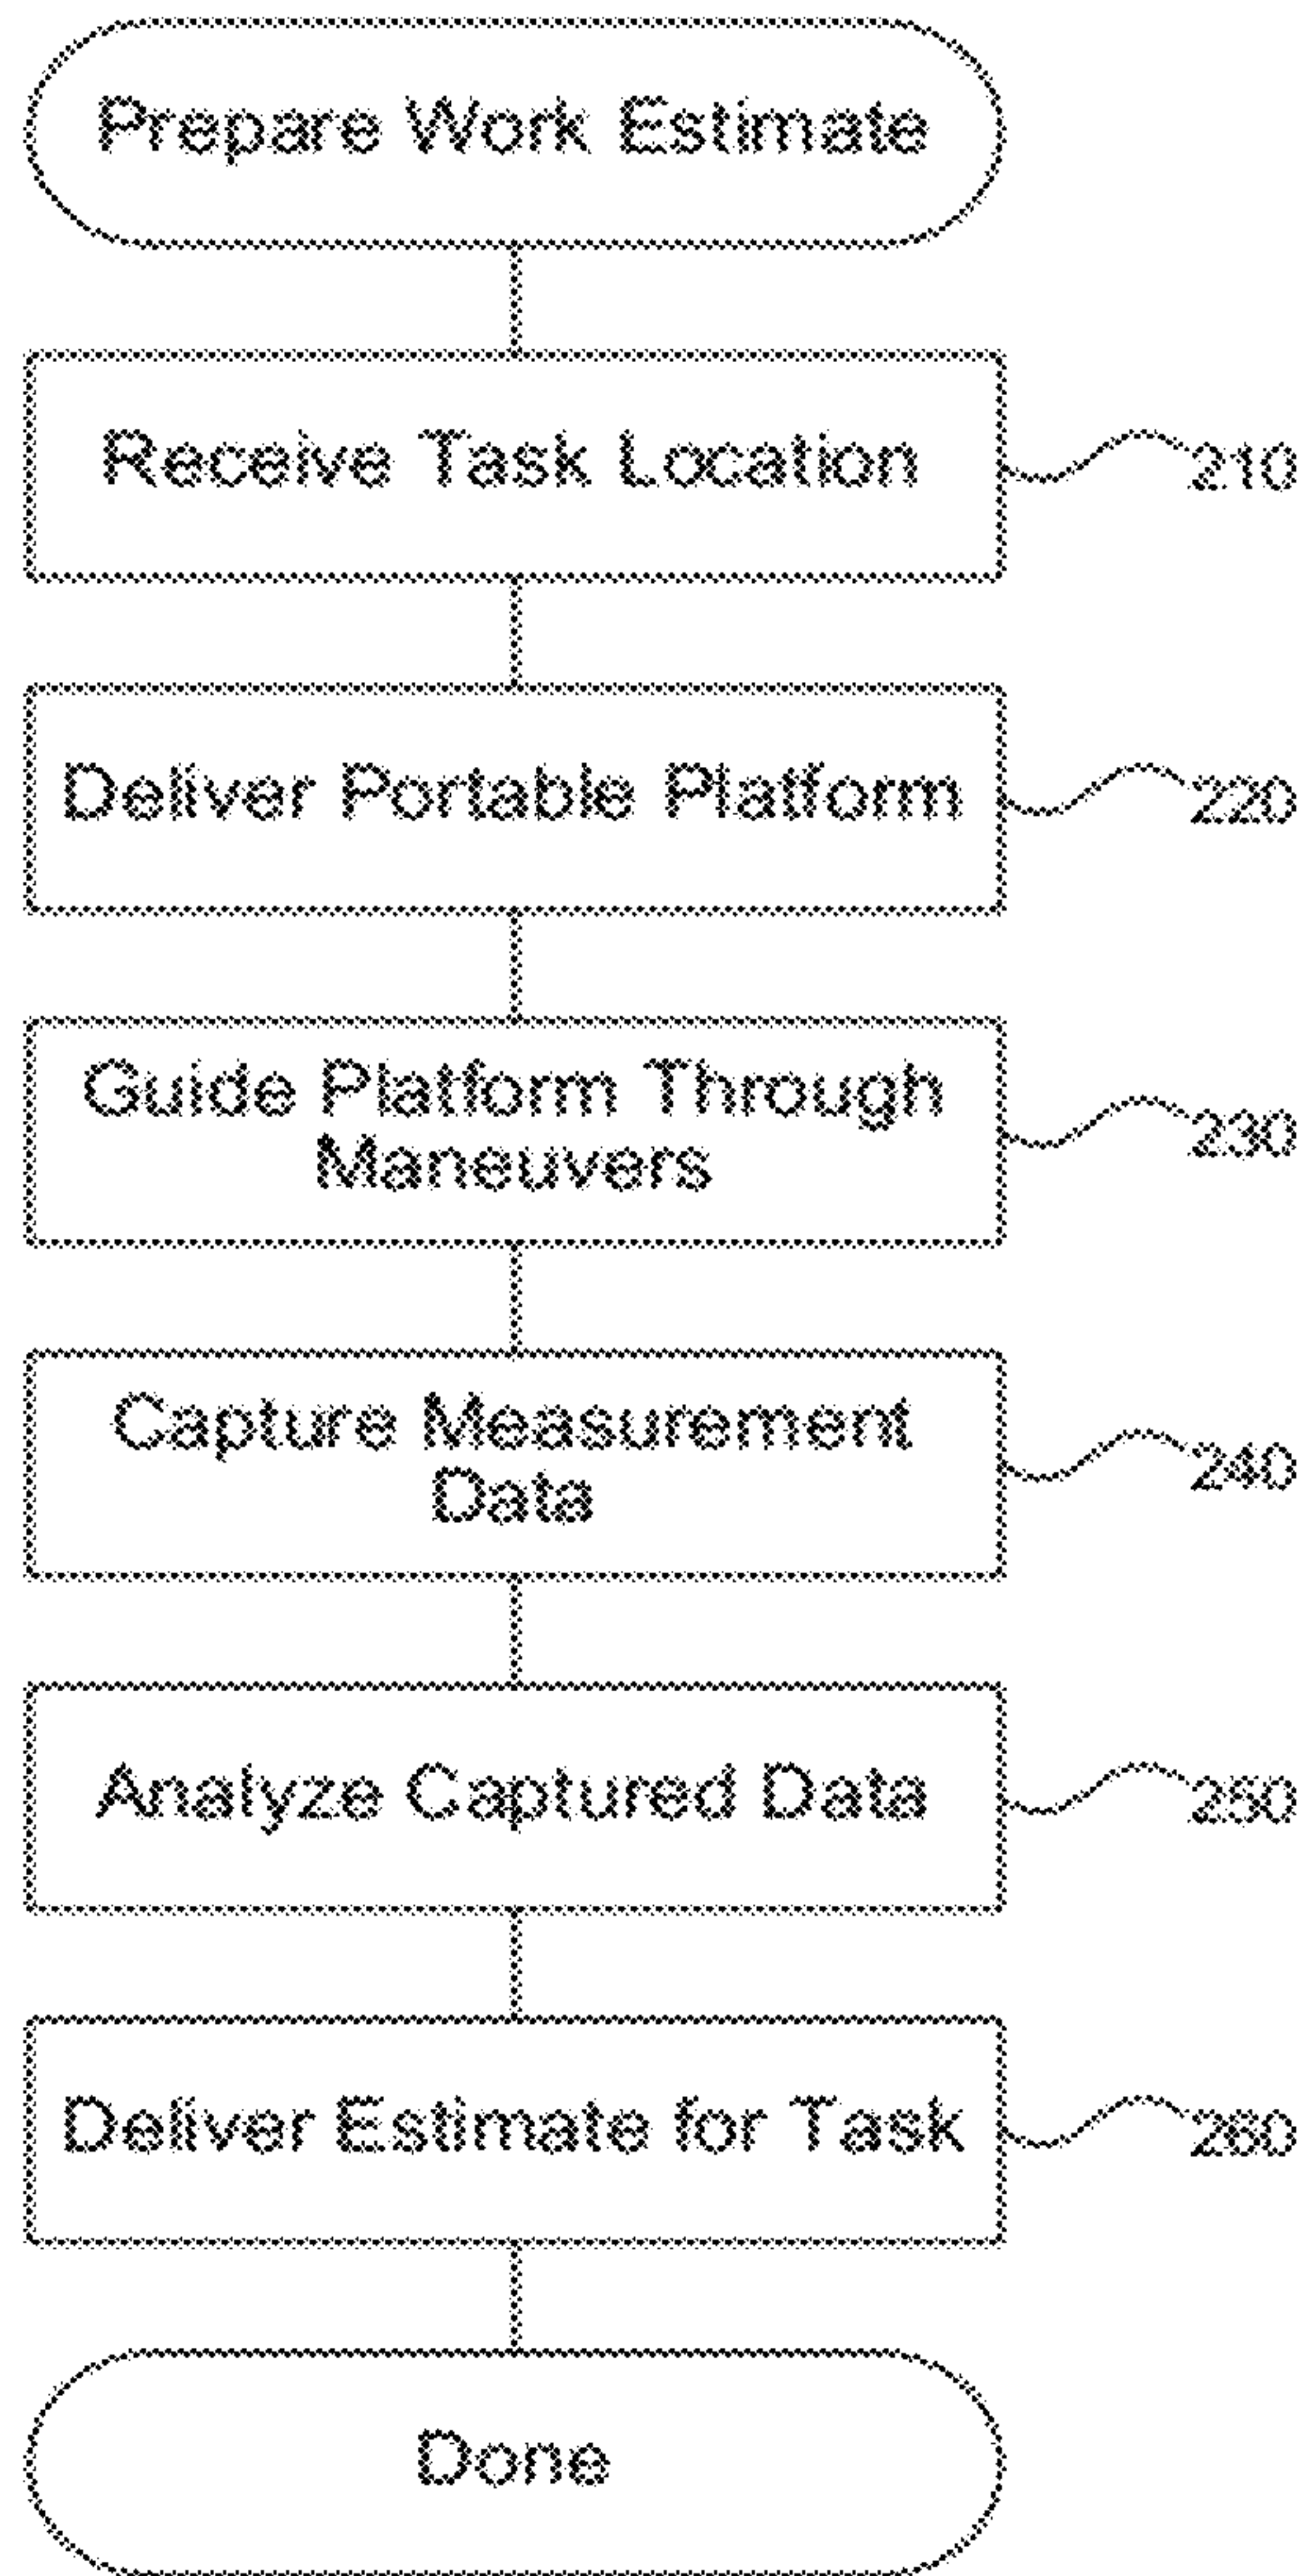 Prepare Work Estimate
Receive Task Location
210
Deliver Portable Platform
220
Guide Platform Through
Maneuvers
230
Capture Measurement
Data
240
Analyze Captured Data
250
Deliver Estimate for Task
260
Done